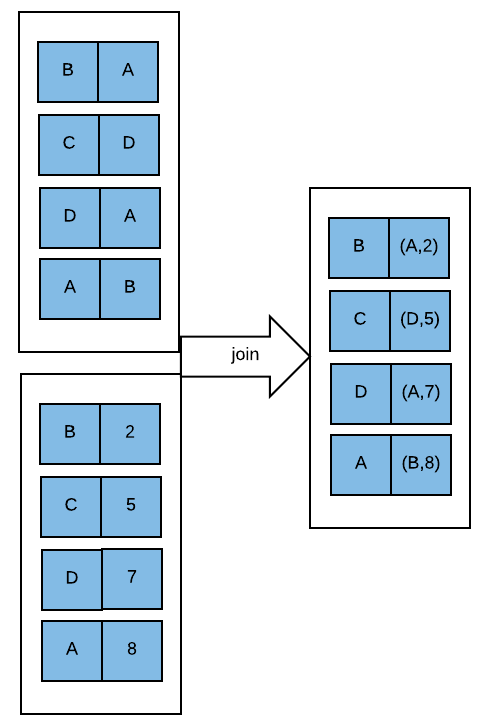 B A
C D
D A
A B
B 2
C 5
D 7
A 8
join
B (A,2)
C (D,5)
D (A,7)
A (B,8)